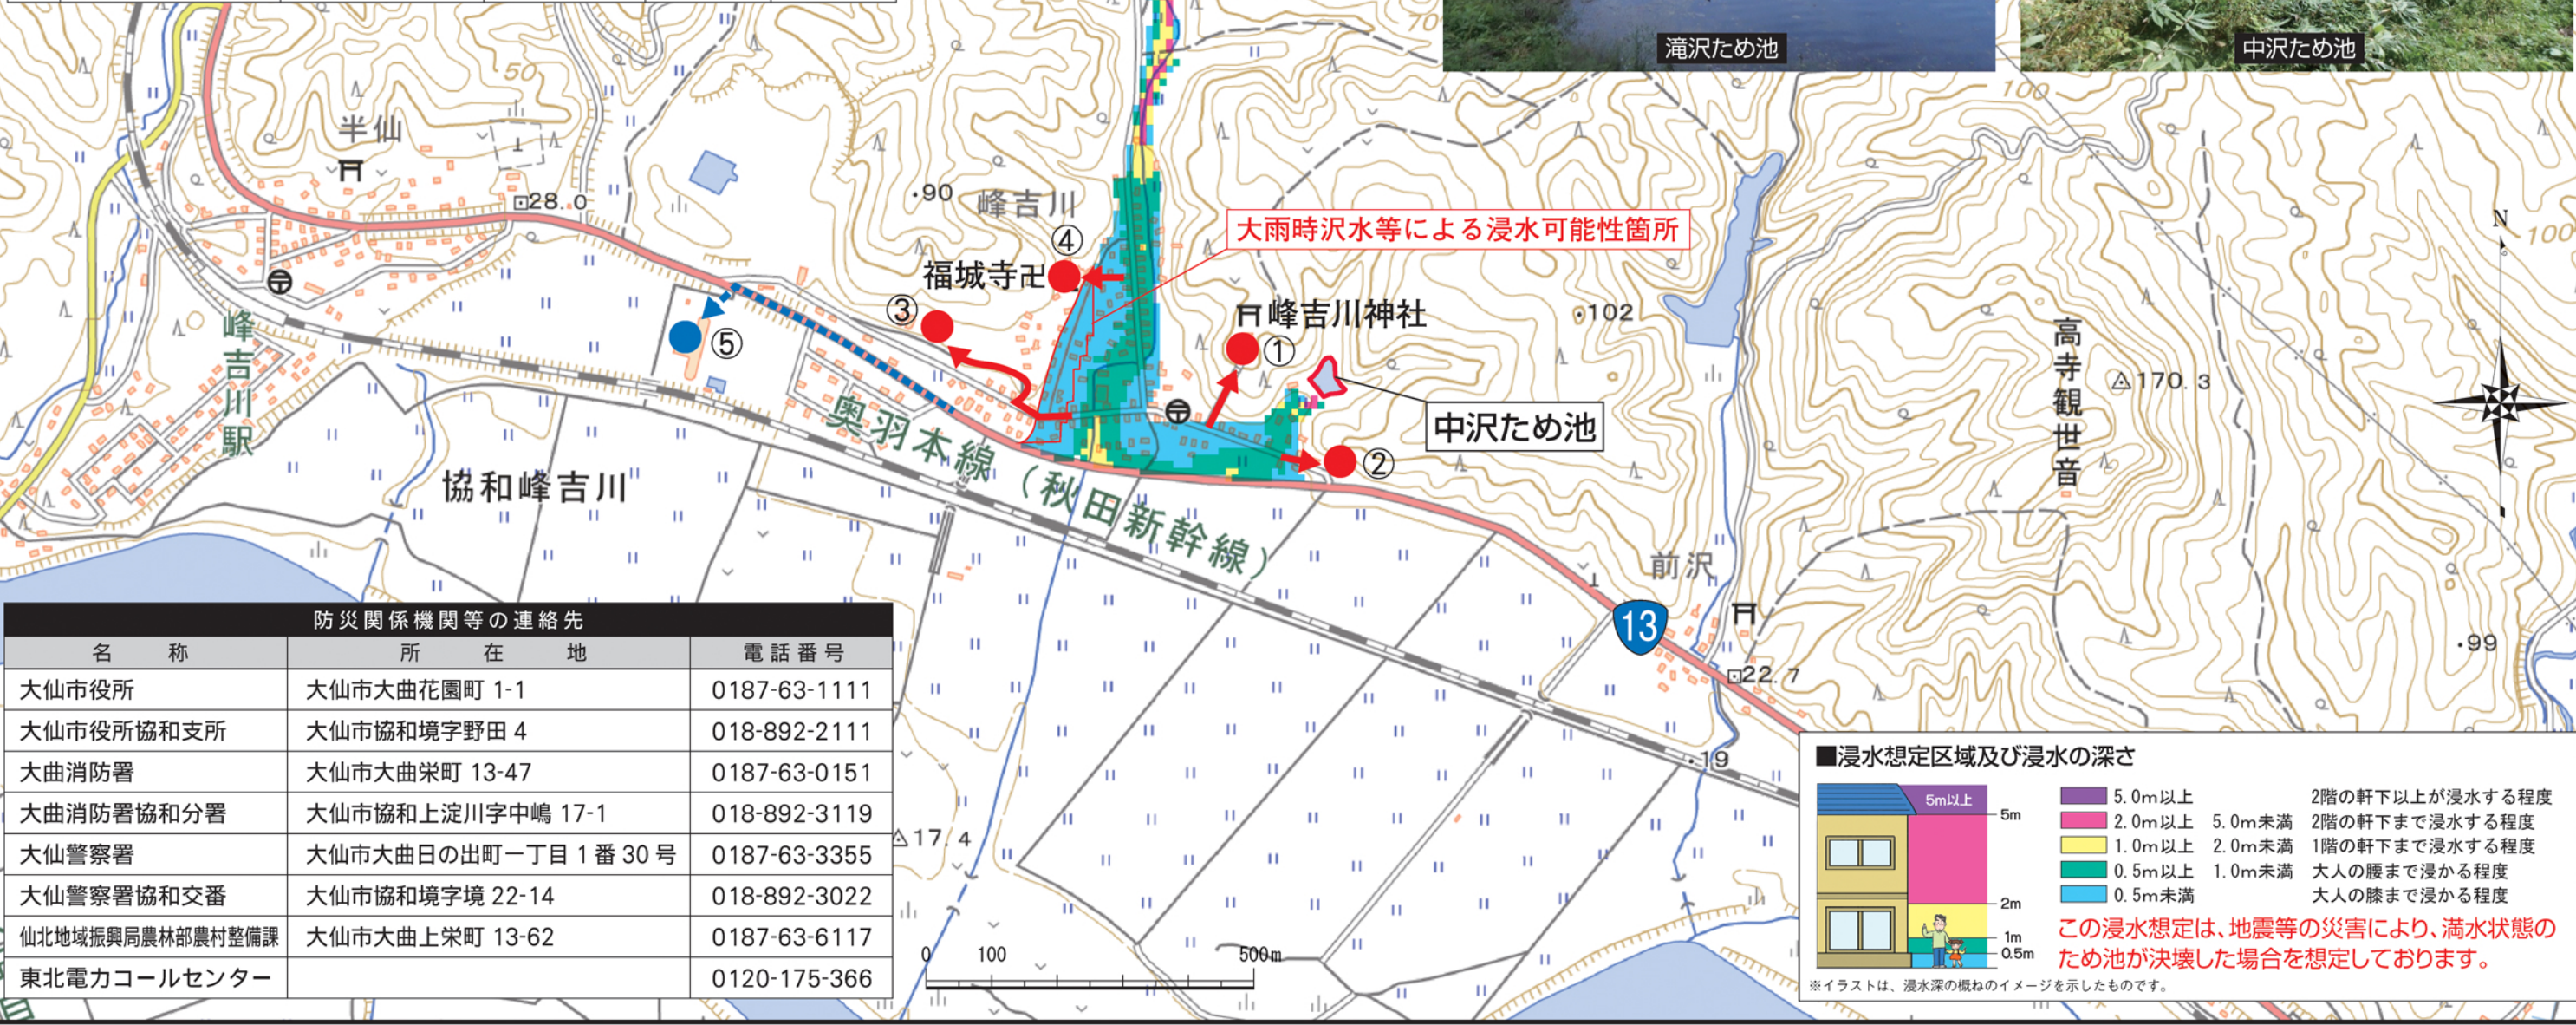 滝沢ため池
中沢ため池
70
50
100
半仙
28.0
・90
峰吉川
④
大雨時沢水等による浸水可能性箇所
N
100
福城寺
③
峰吉川神社
①
・102
⑤
峰吉川駅
高寺観世音
170.3
中沢ため池
②
奥羽本線(秋田新幹線)
協和峰吉川
前沢
13
22.7
・99
・19
17.4
0 100 500m
防災関係機関等の連絡先
名称 所在地 電話番号
大仙市役所 大仙市大曲花園町 1-1 0187-63-1111
大仙市役所協和支所 大仙市協和境字野田 4 018-892-2111
大曲消防署 大仙市大曲栄町 13-47 0187-63-0151
大曲消防署協和分署 大仙市協和上淀川字中嶋 17-1 018-892-3119
大仙警察署 大仙市大曲日の出町一丁目 1 番 30 号 0187-63-3355
大仙警察署協和交番 大仙市協和境字境 22-14 018-892-3022
仙北地域振興局農林部農村整備課 大仙市大曲上栄町 13-62 0187-63-6117
東北電力コールセンター 0120-175-366
■浸水想定区域及び浸水の深さ
5m以上
5m
2m
1m
0.5m
5.0m以上 2階の軒下以上が浸水する程度
2.0m以上 5.0m未満 2階の軒下まで浸水する程度
1.0m以上 2.0m未満 1階の軒下まで浸水する程度
0.5m以上 1.0m未満 大人の腰まで浸かる程度
0.5m未満 大人の膝まで浸かる程度
この浸水想定は、地震等の災害により、満水状態の
ため池が決壊した場合を想定しております。
※イラストは、浸水深の概ねのイメージを示したものです。